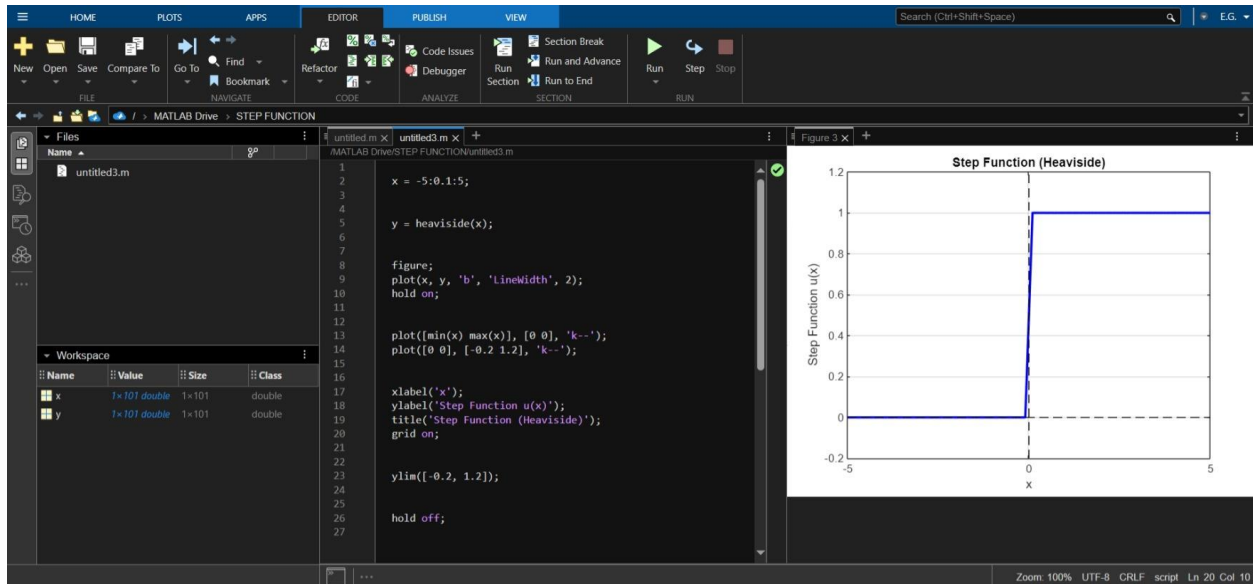 HOME PLOTS APPS EDITOR PUBLISH VIEW Search (Ctrl+Shift+Space) E.G.
New Open Save Compare To Go To Find Bookmark Refactor Code Issues Debugger Run Section Section Break Run and Advance Run to End Run Step Stop
FILE NAVIGATE CODE ANALYZE SECTION RUN
/ > MATLAB Drive > STEP FUNCTION
Files
Name
untitled3.m
Workspace
Name Value Size Class
x 1×101 double 1×101 double
y 1×101 double 1×101 double
untitled.m × untitled3.m × +
/MATLAB Drive/STEP FUNCTION/untitled3.m
1
2 x = -5:0.1:5;
3
4
5 y = heaviside(x);
6
7
8 figure;
9 plot(x, y, 'b', 'LineWidth', 2);
10 hold on;
11
12
13 plot([min(x) max(x)], [0 0], 'k--');
14 plot([0 0], [-0.2 1.2], 'k--');
15
16
17 xlabel('x');
18 ylabel('Step Function u(x)');
19 title('Step Function (Heaviside)');
20 grid on;
21
22
23 ylim([-0.2, 1.2]);
24
25
26 hold off;
27
Figure 3 × +
Step Function (Heaviside)
Step Function u(x)
1.2
1
0.8
0.6
0.4
0.2
0
-0.2
-5 0 5
x
Zoom: 100% UTF-8 CRLF script Ln 20 Col 10